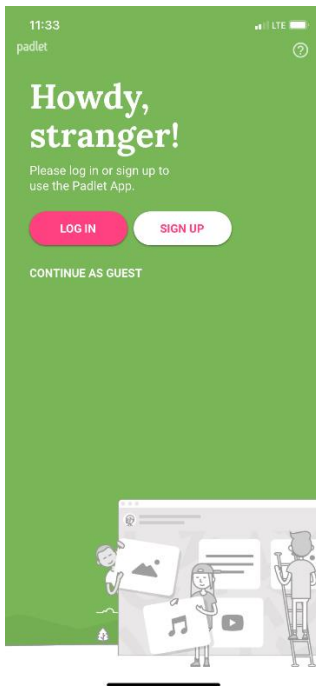 11:33
LTE
padlet
?
Howdy,
stranger!
Please log in or sign up to
use the Padlet App.
LOG IN
SIGN UP
CONTINUE AS GUEST